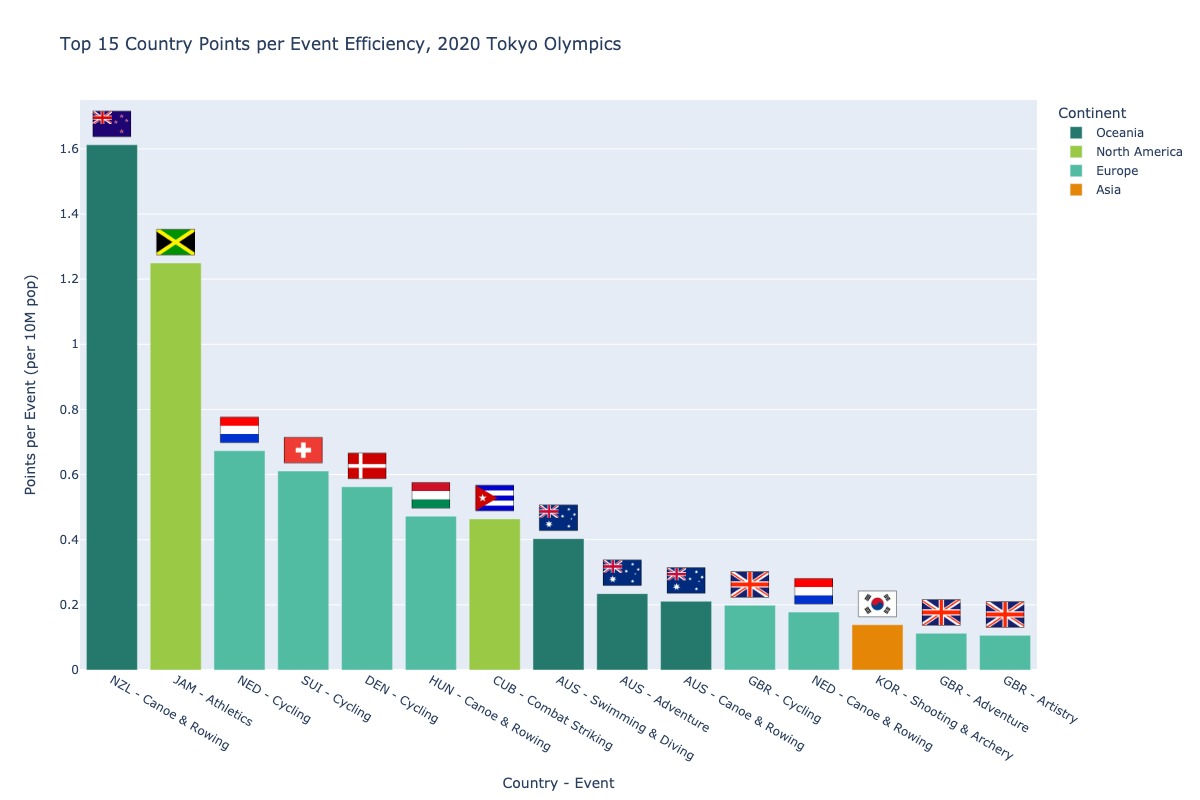 Top 15 Country Points per Event Efficiency, 2020 Tokyo Olympics
Continent
Oceania
North America
Europe
Asia
Points per Event (per 10M pop)
1.6
1.4
1.2
1
0.8
0.6
0.4
0.2
0
NZL - Canoe & Rowing
JAM - Athletics
NED - Cycling
SUI - Cycling
DEN - Cycling
HUN - Canoe & Rowing
CUB - Combat Striking
AUS - Swimming & Diving
AUS - Adventure
AUS - Canoe & Rowing
GBR - Cycling
NED - Canoe & Rowing
KOR - Shooting & Archery
GBR - Adventure
GBR - Artistry
Country - Event